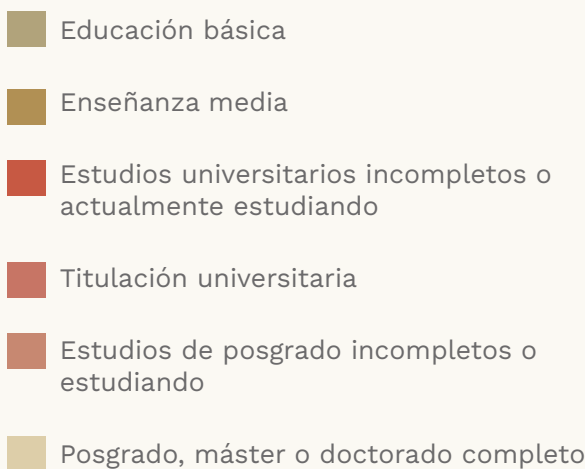 Educación básica
Enseñanza media
Estudios universitarios incompletos o
actualmente estudiando
Titulación universitaria
Estudios de posgrado incompletos o
estudiando
Posgrado, máster o doctorado completo